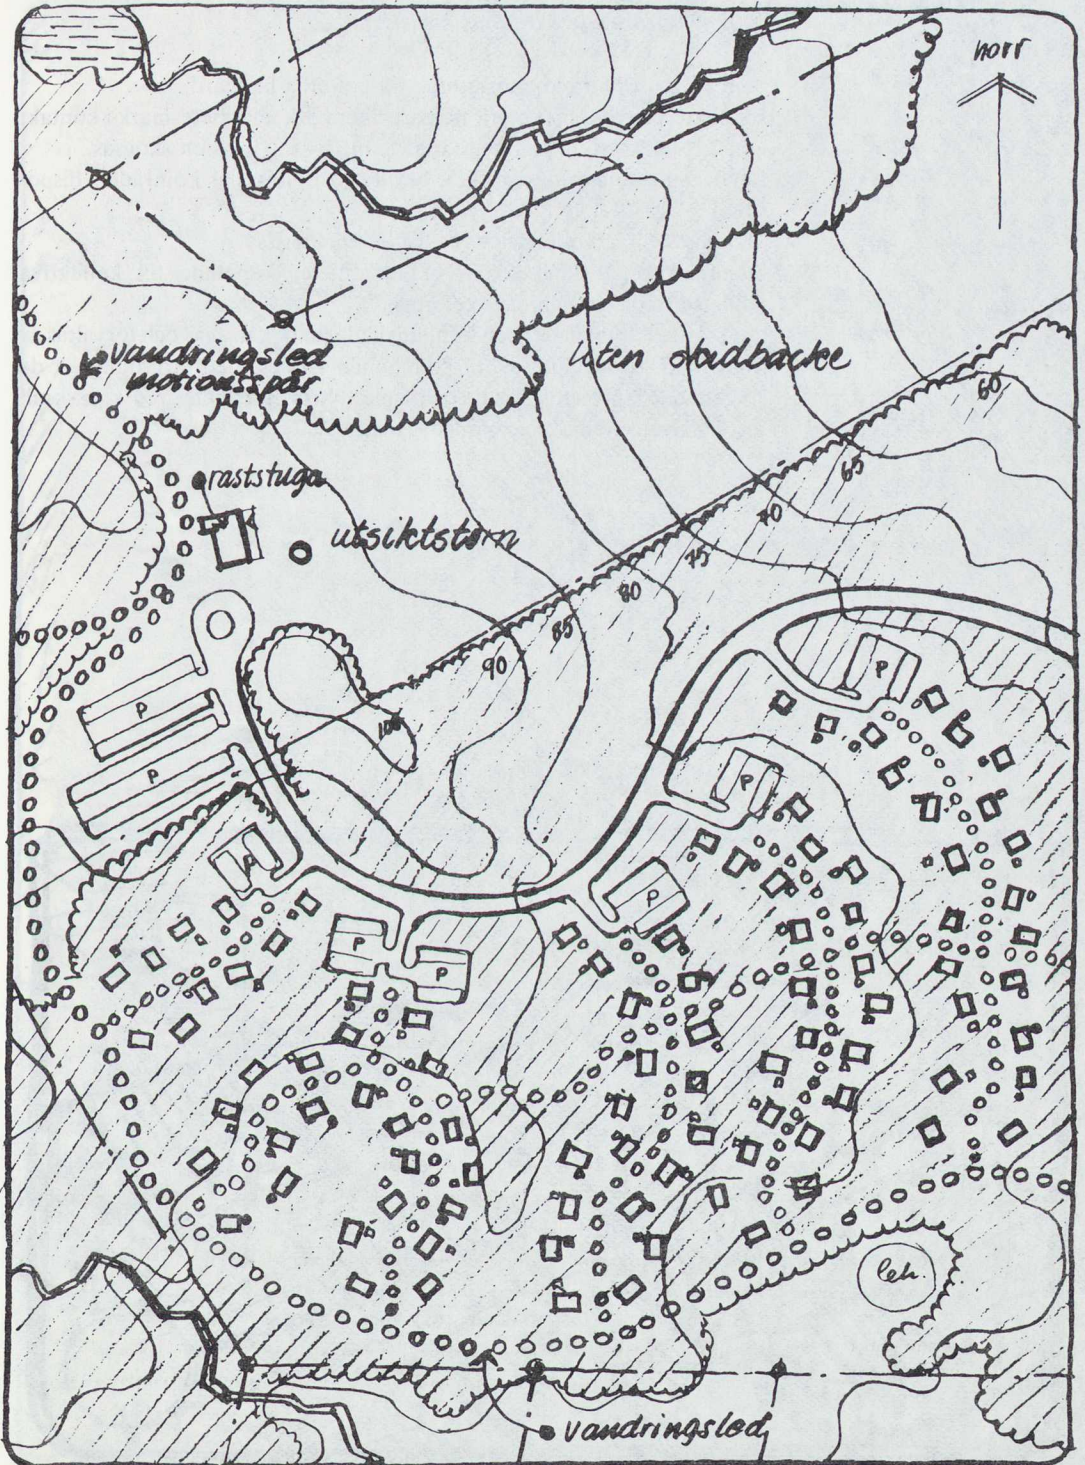 norr
vandringsled
motionsspår
liten skidbacke
raststuga
utsiktstorn
60
65
70
75
80
85
90
100
P
P
P
P
P
P
P
P
P
lek
vandringsled